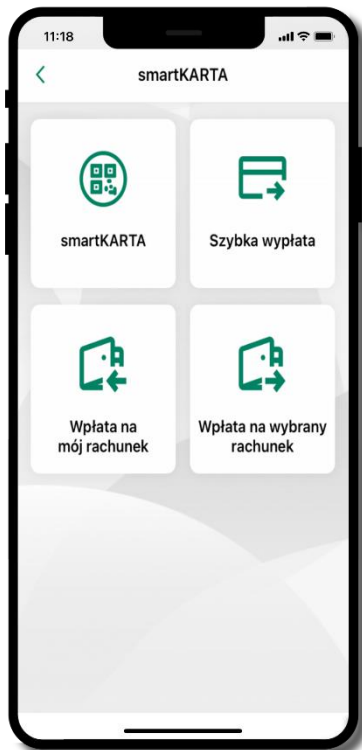 11:18
smartKARTA
smartKARTA
Szybka wypłata
Wpłata na
mój rachunek
Wpłata na wybrany
rachunek